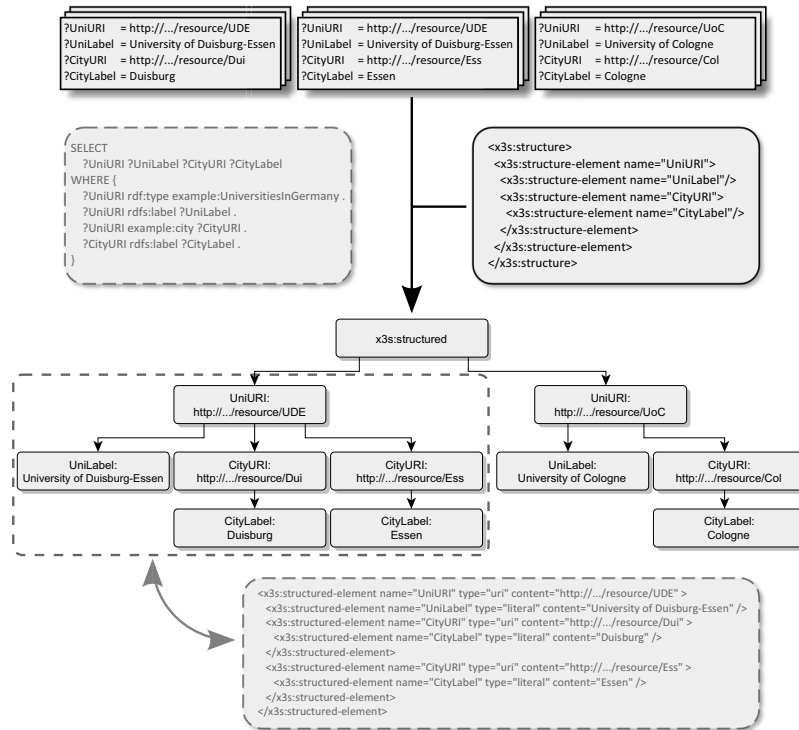 ?UniURI = http://.../resource/UDE
?UniLabel = University of Duisburg-Essen
?CityURI = http://.../resource/Dui
?CityLabel = Duisburg
?UniURI = http://.../resource/UDE
?UniLabel = University of Duisburg-Essen
?CityURI = http://.../resource/Ess
?CityLabel = Essen
?UniURI = http://.../resource/UoC
?UniLabel = University of Cologne
?CityURI = http://.../resource/Col
?CityLabel = Cologne
SELECT
?UniURI ?UniLabel ?CityURI ?CityLabel
WHERE {
?UniURI rdf:type example:UniversitiesInGermany .
?UniURI rdfs:label ?UniLabel .
?UniURI example:city ?CityURI .
?CityURI rdfs:label ?CityLabel .
}
<x3s:structure>
<x3s:structure-element name="UniURI">
<x3s:structure-element name="UniLabel"/>
<x3s:structure-element name="CityURI">
<x3s:structure-element name="CityLabel"/>
</x3s:structure-element>
</x3s:structure-element>
</x3s:structure>
x3s:structured
UniURI:
http://.../resource/UDE
UniURI:
http://.../resource/UoC
UniLabel:
University of Duisburg-Essen
CityURI:
http://.../resource/Dui
CityURI:
http://.../resource/Ess
UniLabel:
University of Cologne
CityURI:
http://.../resource/Col
CityLabel:
Duisburg
CityLabel:
Essen
CityLabel:
Cologne
<x3s:structured-element name="UniURI" type="uri" content="http://.../resource/UDE" >
<x3s:structured-element name="UniLabel" type="literal" content="University of Duisburg-Essen" />
<x3s:structured-element name="CityURI" type="uri" content="http://.../resource/Dui" >
<x3s:structured-element name="CityLabel" type="literal" content="Duisburg" />
</x3s:structured-element>
<x3s:structured-element name="CityURI" type="uri" content="http://.../resource/Ess" >
<x3s:structured-element name="CityLabel" type="literal" content="Essen" />
</x3s:structured-element>
</x3s:structured-element>